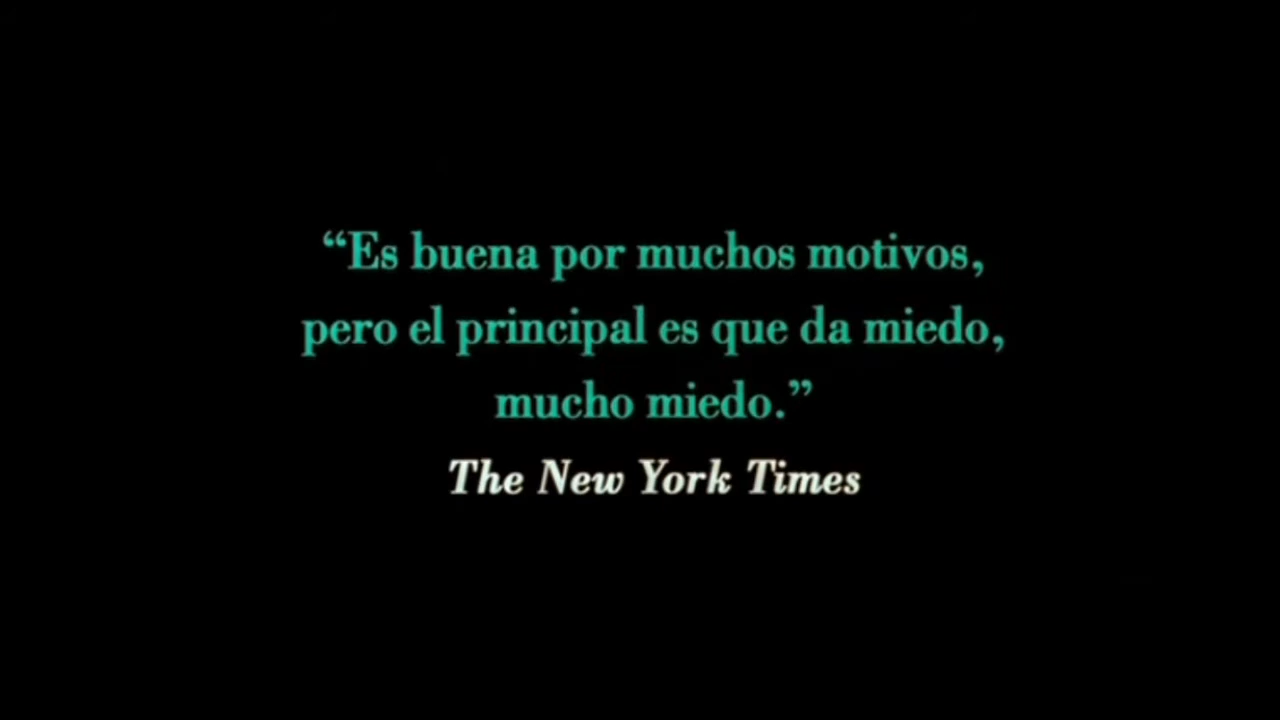 “Es buena por muchos motivos,
pero el principal es que da miedo,
mucho miedo.”
The New York Times